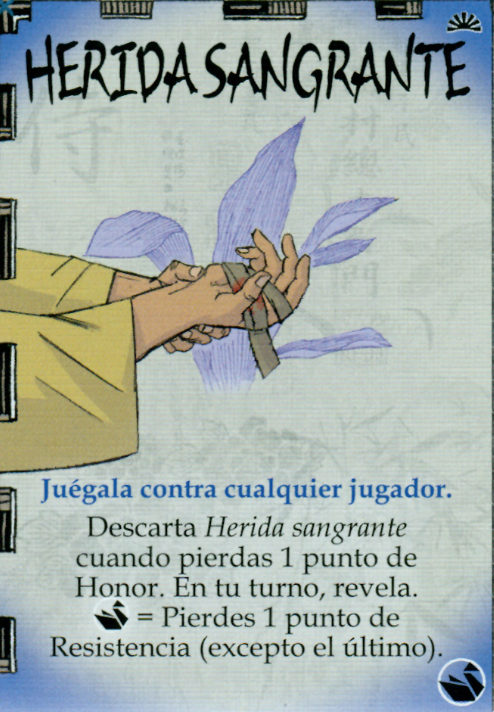 HERIDA SANGRANTE
侍
Juégala contra cualquier jugador.
Descarta Herida sangrante
cuando pierdas 1 punto de
Honor. En tu turno, revela.
= Pierdes 1 punto de
Resistencia (excepto el último).